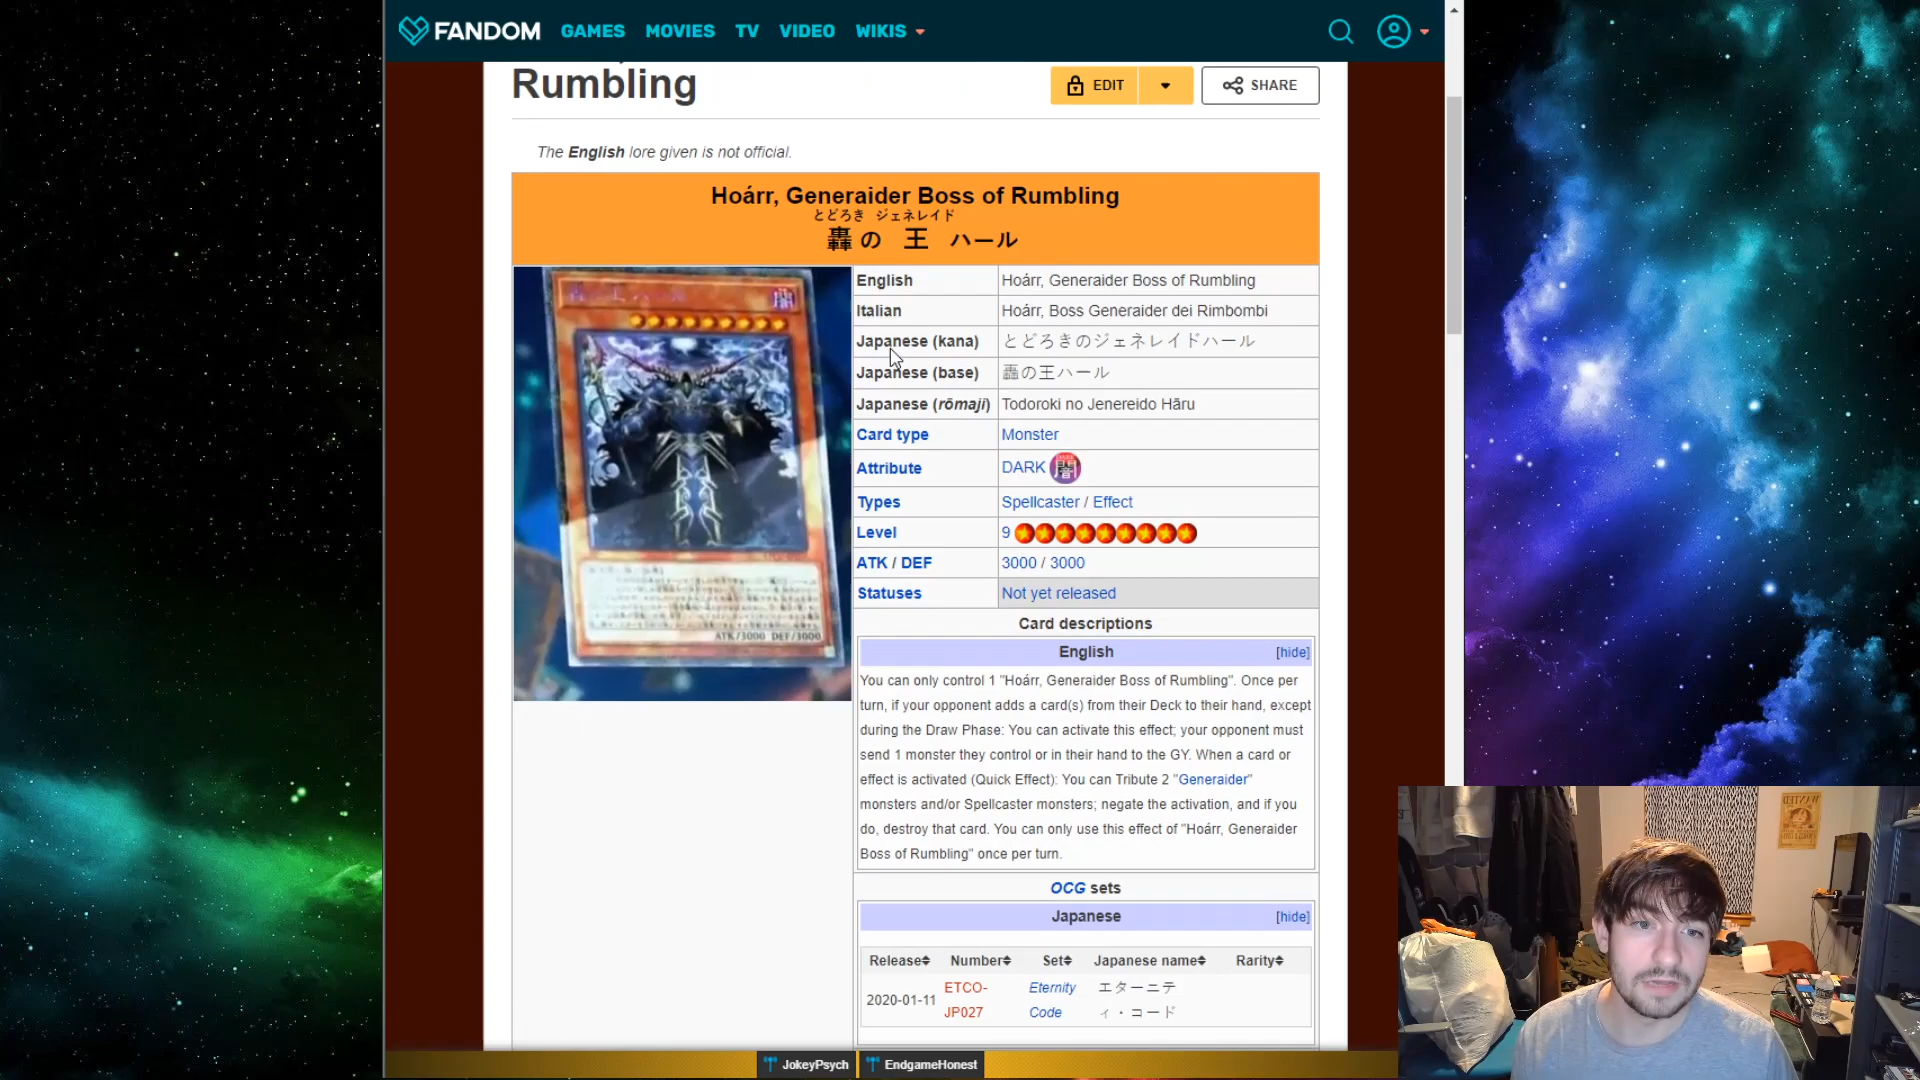 FANDOM GAMES MOVIES TV VIDEO WIKIS
Rumbling
EDIT
SHARE
The English lore given is not official.
Hoárr, Generaider Boss of Rumbling
とどろき ジェネレイド
轟の 王 ハール
English Hoárr, Generaider Boss of Rumbling
Italian Hoárr, Boss Generaider dei Rimbombi
Japanese (kana) とどろきのジェネレイドハール
Japanese (base) 轟の王ハール
Japanese (rōmaji) Todoroki no Jenereido Hāru
Card type Monster
Attribute DARK 闇
Types Spellcaster / Effect
Level 9
ATK / DEF 3000 / 3000
Statuses Not yet released
闇
ATK/3000 DEF/3000
Card descriptions
English [hide]
You can only control 1 "Hoárr, Generaider Boss of Rumbling". Once per
turn, if your opponent adds a card(s) from their Deck to their hand, except
during the Draw Phase: You can activate this effect; your opponent must
send 1 monster they control or in their hand to the GY. When a card or
effect is activated (Quick Effect): You can Tribute 2 "Generaider"
monsters and/or Spellcaster monsters; negate the activation, and if you
do, destroy that card. You can only use this effect of "Hoárr, Generaider
Boss of Rumbling" once per turn.
OCG sets
Japanese [hide]
Release Number Set Japanese name Rarity
2020-01-11 ETCO-JP027 Eternity Code エターニティ・コード
WANTED
JokeyPsych EndgameHonest